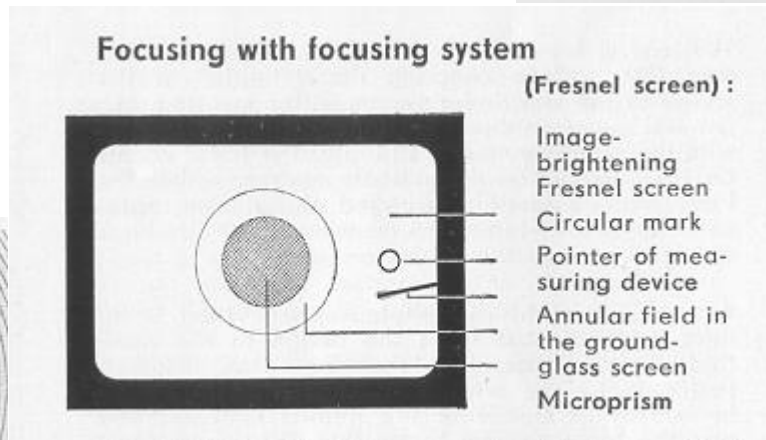 Focusing with focusing system
(Fresnel screen) :
Image-
brightening
Fresnel screen
Circular mark
Pointer of mea-
suring device
Annular field in
the ground-
glass screen
Microprism